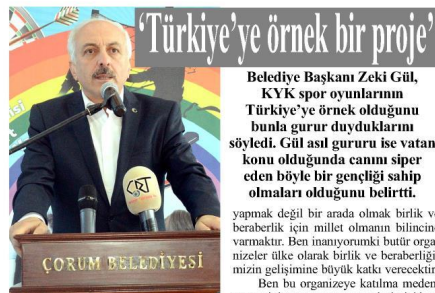 ‘Türkiye’ye örnek bir proje’
Belediye Başkanı Zeki Gül,
KYK spor oyunlarının
Türkiye’ye örnek olduğunu
bunla gurur duyduklarını
söyledi. Gül asıl gururu ise vatan
konu olduğunda canını siper
eden böyle bir gençliği sahip
olmaları olduğunu belirtti.
yapmak değil bir arada olmak birlik ve
beraberlik için millet olmanın bilincine
varmaktır. Ben inanıyorumki butür orga
nizeler ülke olarak birlik ve beraberliği
mizin gelişimine büyük katkı verecektir
Ben bu organizeye katılma meden
CRT
ÇORUM BELEDİYESİ